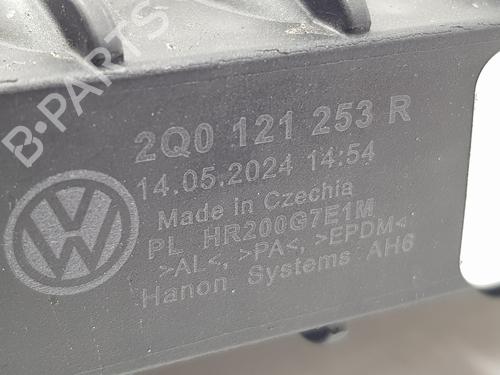 2Q0 121 253 R
14.05.2024 14:54
Made in Czechia
PL HR200G7E1M
>AL<, >PA<, >EPDM<
Hanon Systems AH6
B-PARTS